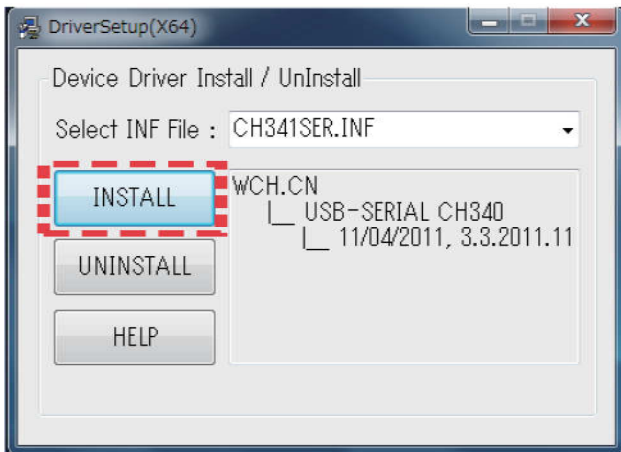 DriverSetup(X64)
Device Driver Install / UnInstall
Select INF File : CH341SER.INF
INSTALL
WCH.CN
|__ USB-SERIAL CH340
|__ 11/04/2011, 3.3.2011.11
UNINSTALL
HELP